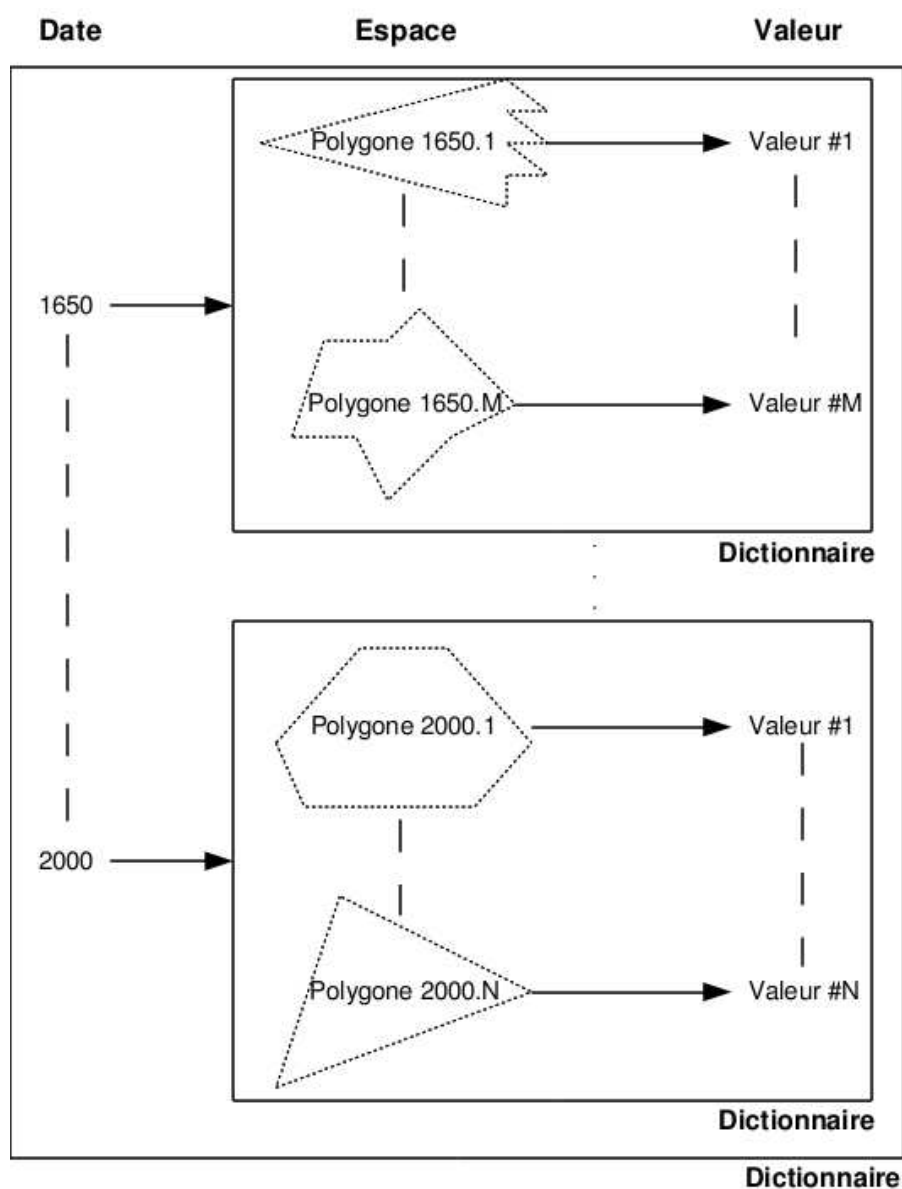 Date Espace Valeur
Polygone 1650.1 Valeur #1
1650
Polygone 1650.M Valeur #M
Dictionnaire
Polygone 2000.1 Valeur #1
2000
Polygone 2000.N Valeur #N
Dictionnaire
Dictionnaire